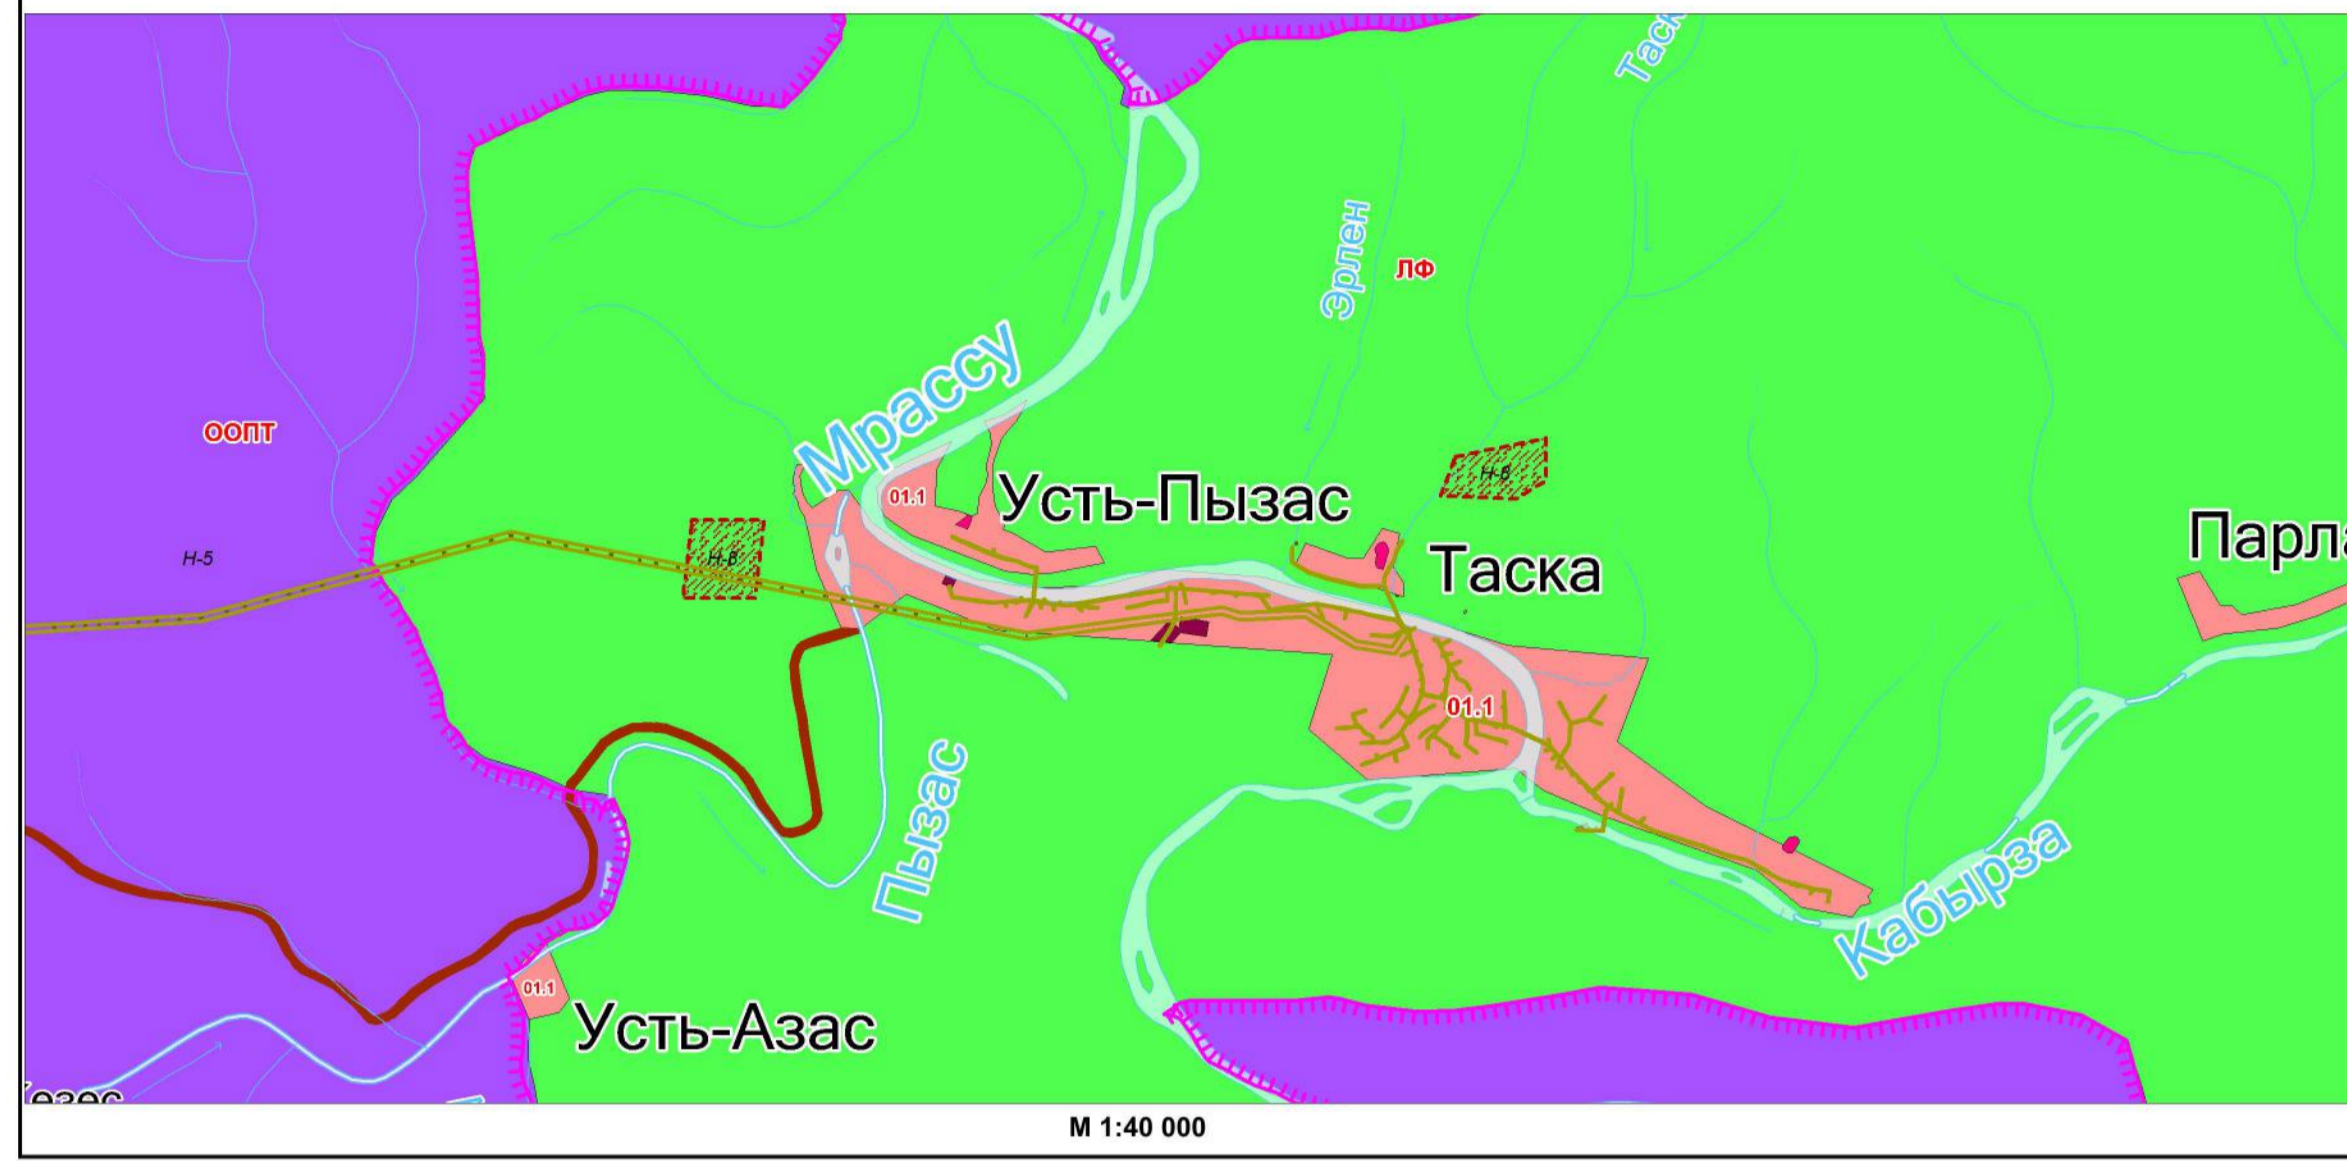 Таск
Эрлен
ЛФ
Мрассу
ООПТ
Н-8
01.1
Усть-Пызас
Парла
Н-5
Н-8
Таска
01.1
Пызас
Кабырза
01.1
Усть-Азас
М 1:40 000